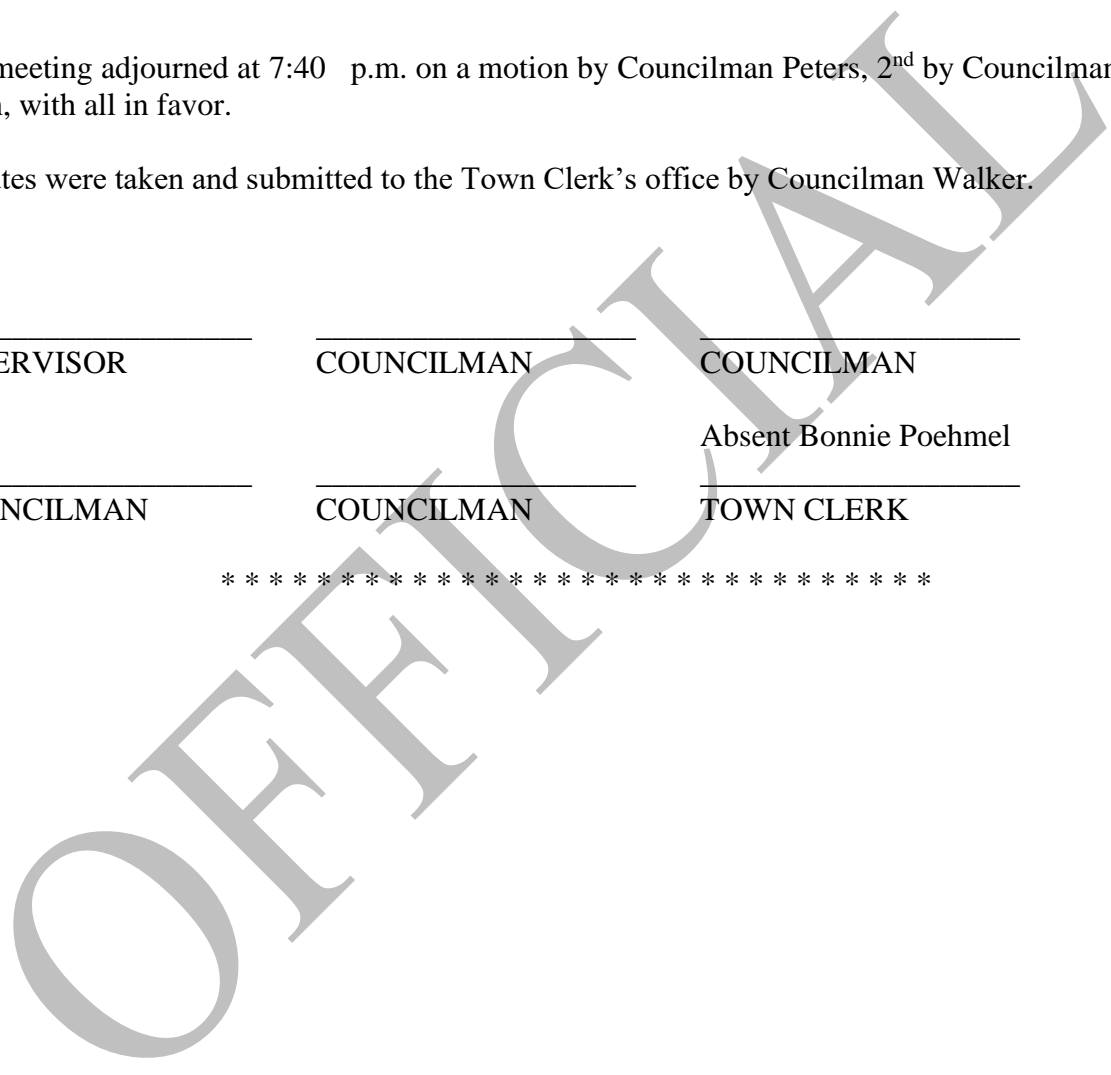 meeting adjourned at 7:40 p.m. on a motion by Councilman Peters, 2nd by Councilman
, with all in favor.
tes were taken and submitted to the Town Clerk's office by Councilman Walker.
ERVISOR COUNCILMAN COUNCILMAN
Absent Bonnie Poehmel
NCILMAN COUNCILMAN TOWN CLERK
* * * * * * * * * * * * * * * * * * * * * * * * * * * * * *
OFFICIAL